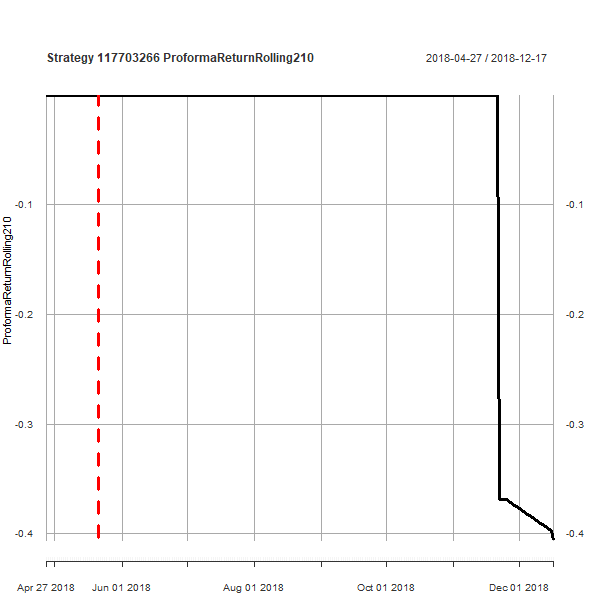 Strategy 117703266 ProformaReturnRolling210
2018-04-27 / 2018-12-17
ProformaReturnRolling210
-0.1
-0.1
-0.2
-0.2
-0.3
-0.3
-0.4
-0.4
Apr 27 2018
Jun 01 2018
Aug 01 2018
Oct 01 2018
Dec 01 2018